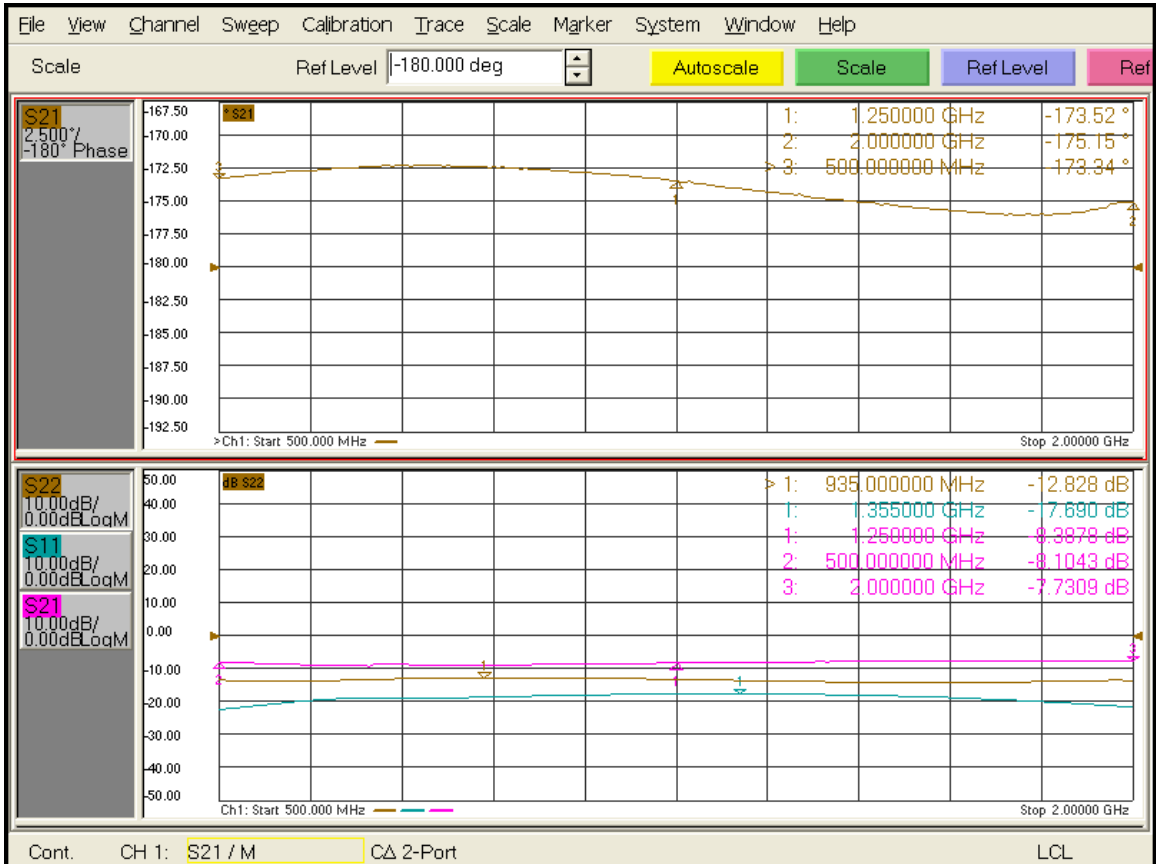 File View Channel Sweep Calibration Trace Scale Marker System Window Help
Scale Ref Level -180.000 deg Autoscale Scale Ref Level Ref
S21
2.500°/
-180° Phase
-167.50
-170.00
-172.50
-175.00
-177.50
-180.00
-182.50
-185.00
-187.50
-190.00
-192.50
* S21
1: 1.250000 GHz -173.52 °
2: 2.000000 GHz -175.15 °
> 3: 500.000000 MHz -173.34 °
3
1
2
>Ch1: Start 500.000 MHz Stop 2.00000 GHz
S22
10.00dB/
0.00dBLogM
S11
10.00dB/
0.00dBLogM
S21
10.00dB/
0.00dBLogM
50.00
40.00
30.00
20.00
10.00
0.00
-10.00
-20.00
-30.00
-40.00
-50.00
dB S22
> 1: 935.000000 MHz -12.828 dB
1: 1.355000 GHz -17.690 dB
1: 1.250000 GHz -8.3878 dB
2: 500.000000 MHz -8.1043 dB
3: 2.000000 GHz -7.7309 dB
2
1
1
1
3
Ch1: Start 500.000 MHz Stop 2.00000 GHz
Cont. CH 1: S21 / M CΔ 2-Port LCL